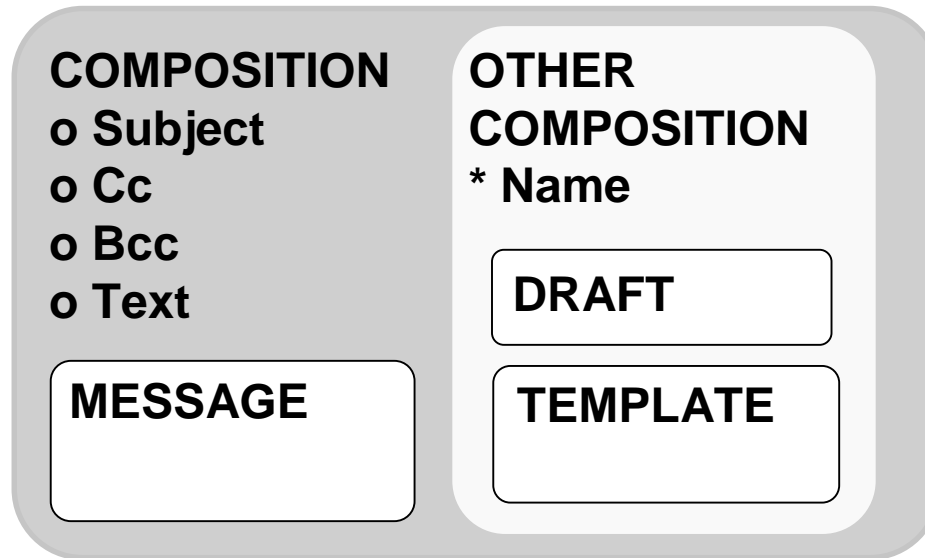 COMPOSITION
o Subject
o Cc
o Bcc
o Text
MESSAGE
OTHER
COMPOSITION
* Name
DRAFT
TEMPLATE